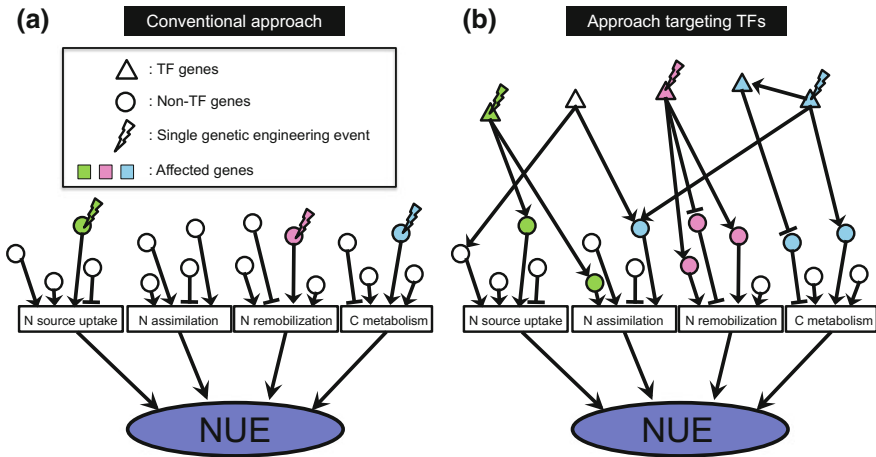 (a)
Conventional approach
: TF genes
: Non-TF genes
: Single genetic engineering event
: Affected genes
N source uptake
N assimilation
N remobilization
C metabolism
NUE
(b)
Approach targeting TFs
N source uptake
N assimilation
N remobilization
C metabolism
NUE